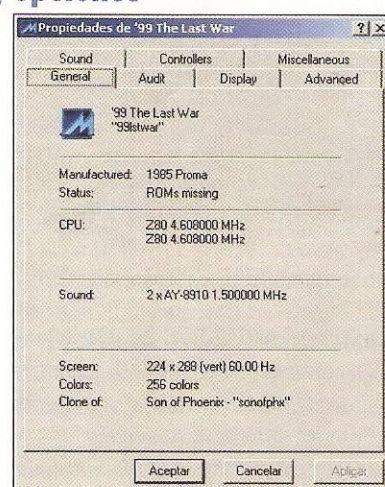 Propiedades de '99 The Last War
Sound Controllers Miscellaneous
General Audit Display Advanced
'99 The Last War
"99lstwar"
Manufactured: 1985 Proma
Status: ROMs missing
CPU: Z80 4.608000 MHz
Z80 4.608000 MHz
Sound: 2 x AY-8910 1.500000 MHz
Screen: 224 x 288 (vert) 60.00 Hz
Colors: 256 colors
Clone of: Son of Phoenix - "sonofphx"
Aceptar Cancelar Aplicar